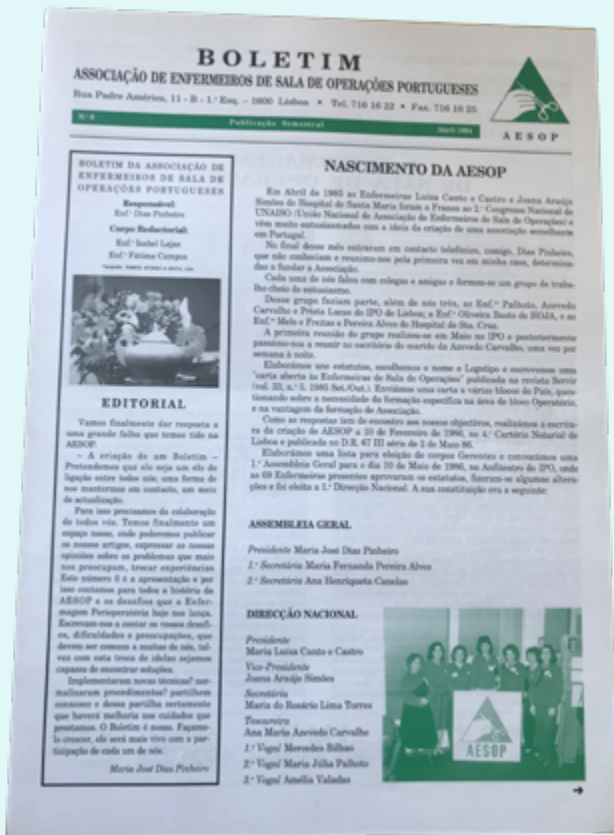 BOLETIM
ASSOCIAÇÃO DE ENFERMEIROS DE SALA DE OPERAÇÕES PORTUGUESES
Rua Padre Américo, 11 - B - 1.º Esq. – 1600 Lisboa • Tel. 716 16 22 • Fax. 716 16 25
N.º 0 Publicação Semestral Abril 1994
AESOP
BOLETIM DA ASSOCIAÇÃO DE
ENFERMEIROS DE SALA DE
OPERAÇÕES PORTUGUESES
Responsável:
Enf.ª Dias Pinheiro
Corpo Redactorial:
Enf.ª Isabel Lajas
Enf.ª Fátima Campos
EDITORIAL
Vamos finalmente dar resposta a
uma grande falha que temos tido na
AESOP.
– A criação de um Boletim –
Pretendemos que ele seja um elo de
ligação entre todos nós; uma forma de
nos mantermos em contacto, um meio
de actualização.
Para isso precisamos da colaboração
de todos vós. Temos finalmente um
espaço nosso, onde poderemos publicar
os nossos artigos, expressar as nossas
opiniões sobre os problemas que mais
nos preocupam, trocar experiências
Este número 0 é a apresentação e por
isso contamos para todos a história da
AESOP e os desafios que a Enfer-
magem Perioperatória hoje nos lança.
Escrevam-nos a contar os vossos desafi-
os, dificuldades e preocupações, que
devem ser comuns a muitas de nós, tal-
vez com esta troca de ideias sejamos
capazes de encontrar soluções.
Implementaram novas técnicas? nor-
malizaram procedimentos? partilhem
connosco e dessa partilha certamente
que haverá melhoria nos cuidados que
prestamos. O Boletim é nosso. Façamo-
lo crescer, ele será mais vivo com a par-
ticipação de cada um de nós.
Maria José Dias Pinheiro
NASCIMENTO DA AESOP
Em Abril de 1985 as Enfermeiras Luísa Canto e Castro e Joana Araújo
Simões do Hospital de Santa Maria foram a Frenso ao 2.º Congresso Nacional de
UNAISO (União Nacional de Associação de Enfermeiros de Sala de Operações) e
vêm muito entusiasmadas com a ideia da criação de uma associação semelhante
em Portugal.
No final desse mês entraram em contacto telefónico, comigo, Dias Pinheiro,
que não conheciam e reunimo-nos pela primeira vez em minha casa, determina-
das a fundar a Associação.
Cada uma de nós falou com colegas e amigas e formou-se um grupo de traba-
lho cheio de entusiasmo.
Desse grupo faziam parte, além de nós três, as Enf.as Palhoto, Azevedo
Carvalho e Prista Lucas do IPO de Lisboa; a Enf.ª Oliveira Basto do HOJA, e as
Enf.as Melo e Freitas e Pereira Alves do Hospital de Sta. Cruz.
A primeira reunião do grupo realizou-se em Maio no IPO e posteriormente
passámo-nos a reunir no escritório do marido da Azevedo Carvalho, uma vez por
semana à noite.
Elaborámos uns estatutos, escolhemos o nome e Logotipo e escrevemos uma
"carta aberta às Enfermeiras de Sala de Operações" publicada na revista Servir
(vol. 33, n.º 5. 1985 Set./Out.). Enviámos uma carta a vários blocos do País, ques-
tionando sobre a necessidade da formação específica na área de bloco Operatório,
e na vantagem da formação de Associação.
Como as respostas iam de encontro aos nossos objectivos, realizámos a escritu-
ra da criação de AESOP a 10 de Fevereiro de 1986, no 4.º Cartório Notarial de
Lisboa e publicada no D.R. 67 III série de 2 de Maio 86.
Elaborámos uma lista para eleição de corpos Gerentes e convocámos uma
1.ª Assembleia Geral para o dia 10 de Maio de 1986, no Anfiteatro do IPO, onde
as 69 Enfermeiras presentes aprovaram os estatutos, fizeram-se algumas altera-
ções e foi eleita a 1.ª Direcção Nacional. A sua constituição era a seguinte:
ASSEMBLEIA GERAL
Presidente Maria José Dias Pinheiro
1.ª Secretária Maria Fernanda Pereira Alves
2.ª Secretária Ana Henriqueta Canelas
DIRECÇÃO NACIONAL
Presidente
Maria Luísa Canto e Castro
Vice-Presidente
Joana Araújo Simões
Secretária
Maria do Rosário Lima Torres
Tesoureira
Ana Maria Azevedo Carvalho
1.ª Vogal Mercedes Bilbao
2.ª Vogal Maria Júlia Palhoto
3.ª Vogal Amélia Valadas
AESOP